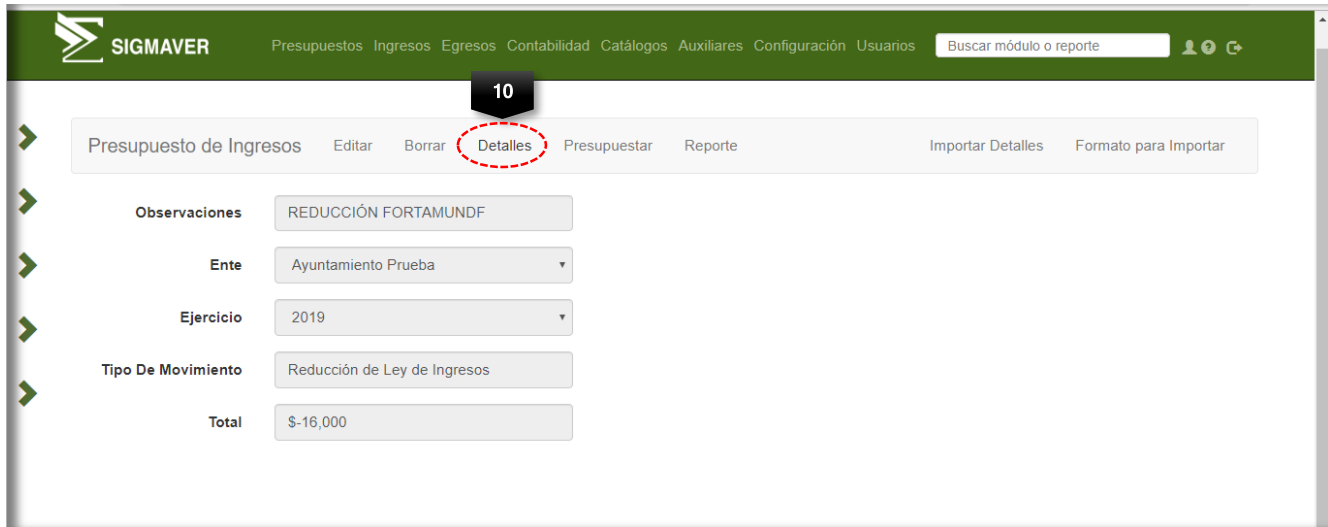 SIGMAVER Presupuestos Ingresos Egresos Contabilidad Catálogos Auxiliares Configuración Usuarios Buscar módulo o reporte
10
Presupuesto de Ingresos Editar Borrar Detalles Presupuestar Reporte Importar Detalles Formato para Importar
Observaciones REDUCCIÓN FORTAMUNDF
Ente Ayuntamiento Prueba
Ejercicio 2019
Tipo De Movimiento Reducción de Ley de Ingresos
Total $-16,000